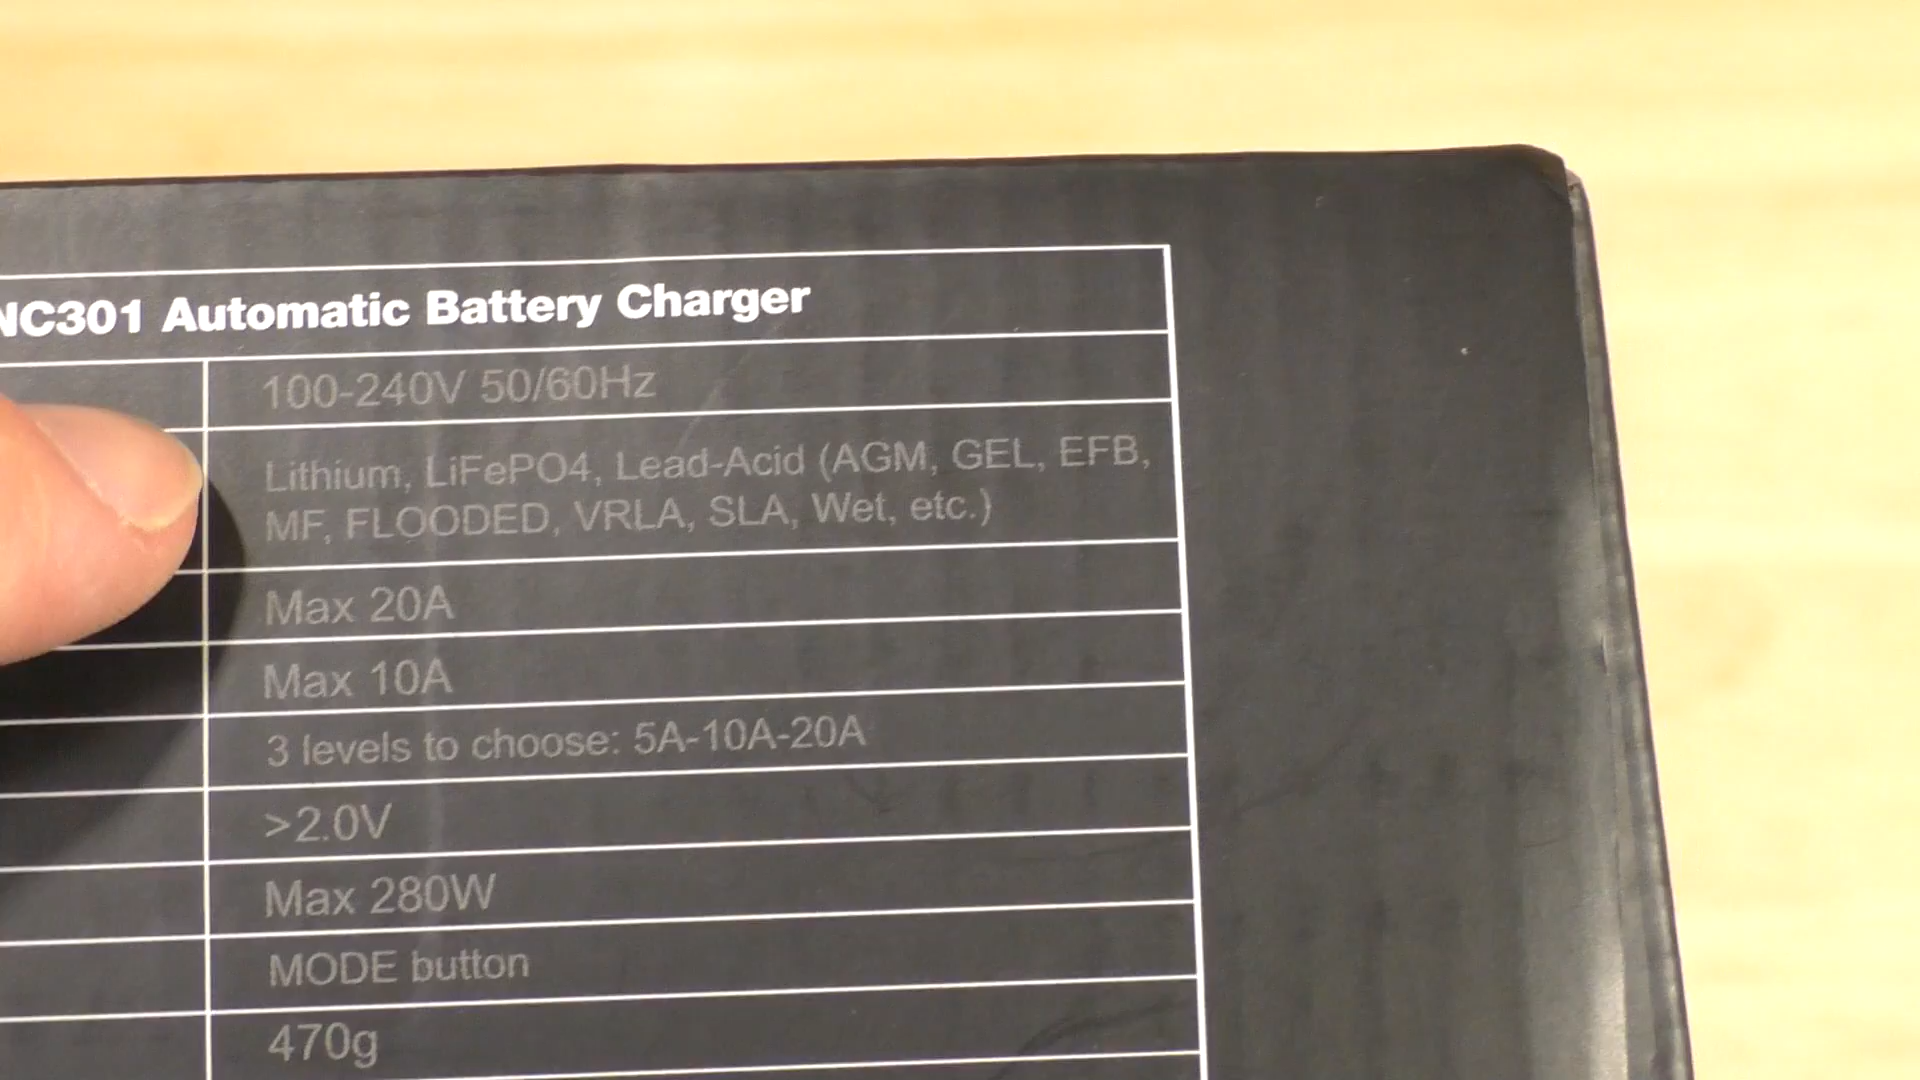 NC301 Automatic Battery Charger
100-240V 50/60Hz
Lithium, LiFePO4, Lead-Acid (AGM, GEL, EFB,
MF, FLOODED, VRLA, SLA, Wet, etc.)
Max 20A
Max 10A
3 levels to choose: 5A-10A-20A
>2.0V
Max 280W
MODE button
470g